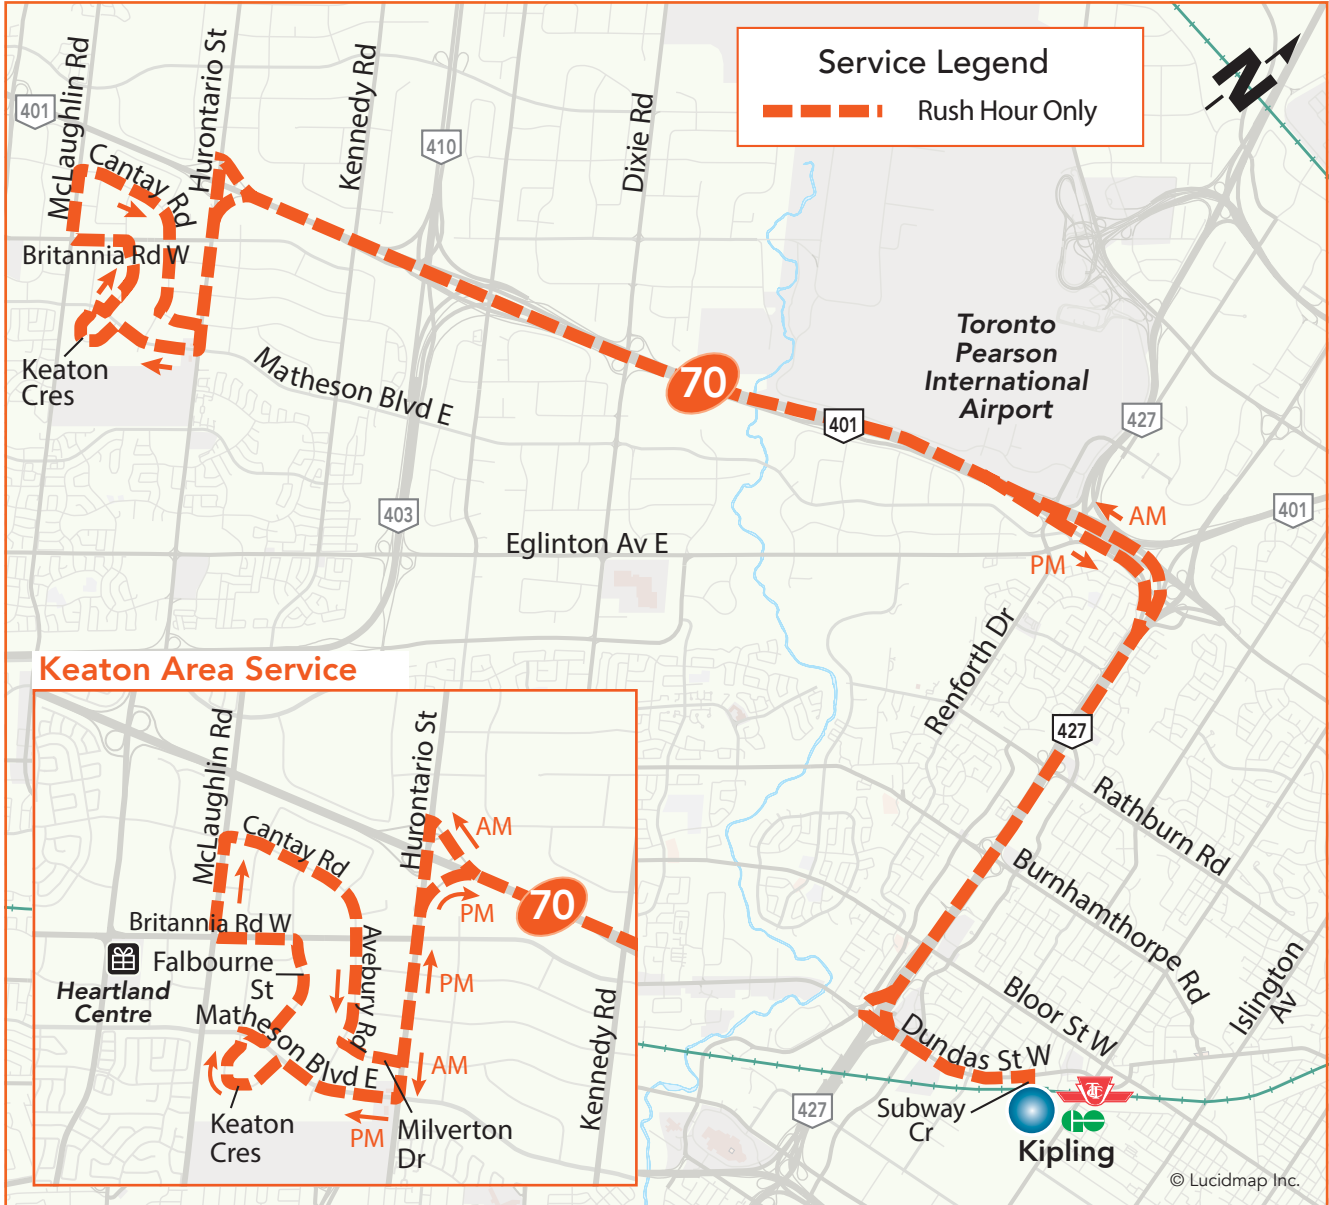 Service Legend
Rush Hour Only
N
McLaughlin Rd
Hurontario St
Kennedy Rd
Dixie Rd
401
410
Cantay Rd
Britannia Rd W
Keaton
Cres
Matheson Blvd E
70
401
Toronto
Pearson
International
Airport
427
403
401
Eglinton Av E
AM
PM
Renforth Dr
427
Rathburn Rd
Burnhamthorpe Rd
Bloor St W
Islington
Av
Dundas St W
Subway
Cr
427
Kipling
TTC
GO
Keaton Area Service
McLaughlin Rd
Hurontario St
Cantay Rd
AM
PM
70
Britannia Rd W
Falbourne
St
Heartland
Centre
Avebury Rd
PM
Matheson Blvd E
AM
Kennedy Rd
Keaton
Cres
PM
Milverton
Dr
© Lucidmap Inc.